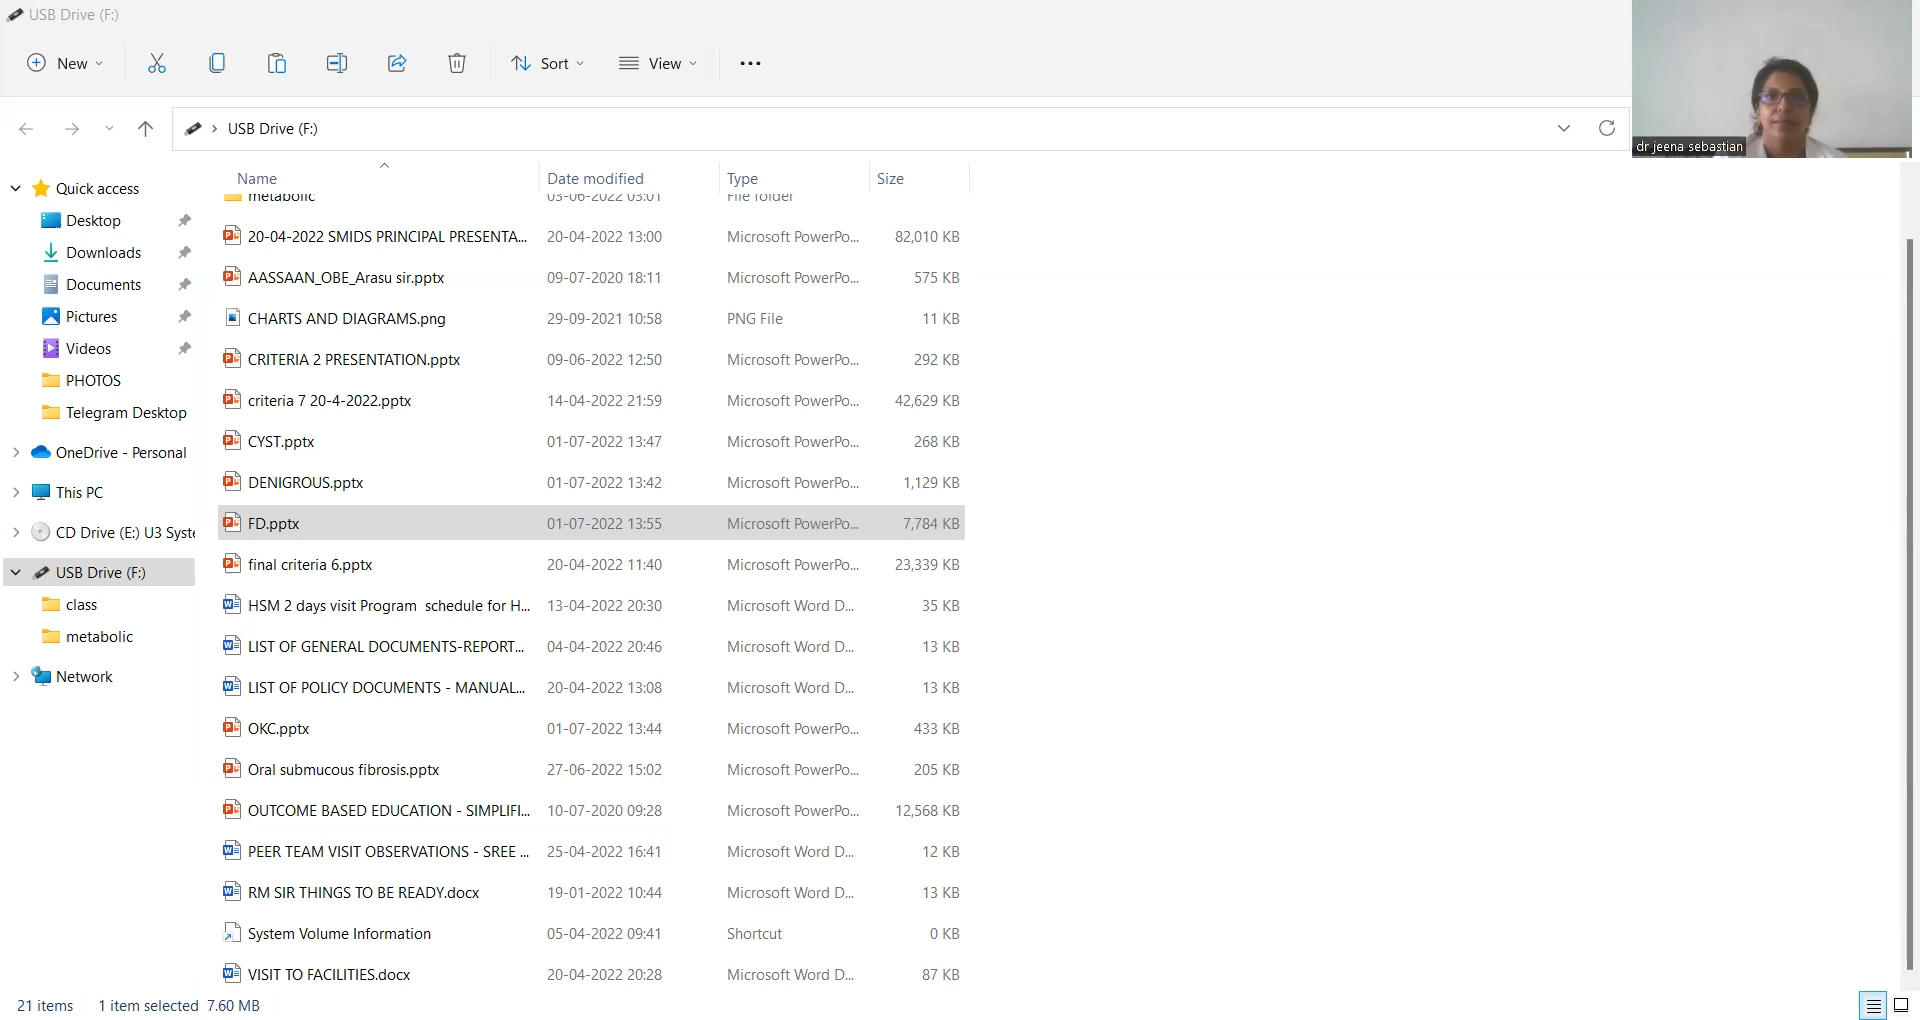 USB Drive (F:)
New
Sort
View
USB Drive (F:)
dr jeena sebastian
Name Date modified Type Size
Quick access
Desktop
Downloads
Documents
Pictures
Videos
PHOTOS
Telegram Desktop
OneDrive - Personal
This PC
CD Drive (E:) U3 Syste
USB Drive (F:)
class
metabolic
Network
metabolic 03-06-2022 03:01 File folder
20-04-2022 SMIDS PRINCIPAL PRESENTA... 20-04-2022 13:00 Microsoft PowerPo... 82,010 KB
AASSAAN_OBE_Arasu sir.pptx 09-07-2020 18:11 Microsoft PowerPo... 575 KB
CHARTS AND DIAGRAMS.png 29-09-2021 10:58 PNG File 11 KB
CRITERIA 2 PRESENTATION.pptx 09-06-2022 12:50 Microsoft PowerPo... 292 KB
criteria 7 20-4-2022.pptx 14-04-2022 21:59 Microsoft PowerPo... 42,629 KB
CYST.pptx 01-07-2022 13:47 Microsoft PowerPo... 268 KB
DENIGROUS.pptx 01-07-2022 13:42 Microsoft PowerPo... 1,129 KB
FD.pptx 01-07-2022 13:55 Microsoft PowerPo... 7,784 KB
final criteria 6.pptx 20-04-2022 11:40 Microsoft PowerPo... 23,339 KB
HSM 2 days visit Program schedule for H... 13-04-2022 20:30 Microsoft Word D... 35 KB
LIST OF GENERAL DOCUMENTS-REPORT... 04-04-2022 20:46 Microsoft Word D... 13 KB
LIST OF POLICY DOCUMENTS - MANUAL... 20-04-2022 13:08 Microsoft Word D... 13 KB
OKC.pptx 01-07-2022 13:44 Microsoft PowerPo... 433 KB
Oral submucous fibrosis.pptx 27-06-2022 15:02 Microsoft PowerPo... 205 KB
OUTCOME BASED EDUCATION - SIMPLIFI... 10-07-2020 09:28 Microsoft PowerPo... 12,568 KB
PEER TEAM VISIT OBSERVATIONS - SREE ... 25-04-2022 16:41 Microsoft Word D... 12 KB
RM SIR THINGS TO BE READY.docx 19-01-2022 10:44 Microsoft Word D... 13 KB
System Volume Information 05-04-2022 09:41 Shortcut 0 KB
VISIT TO FACILITIES.docx 20-04-2022 20:28 Microsoft Word D... 87 KB
21 items 1 item selected 7.60 MB